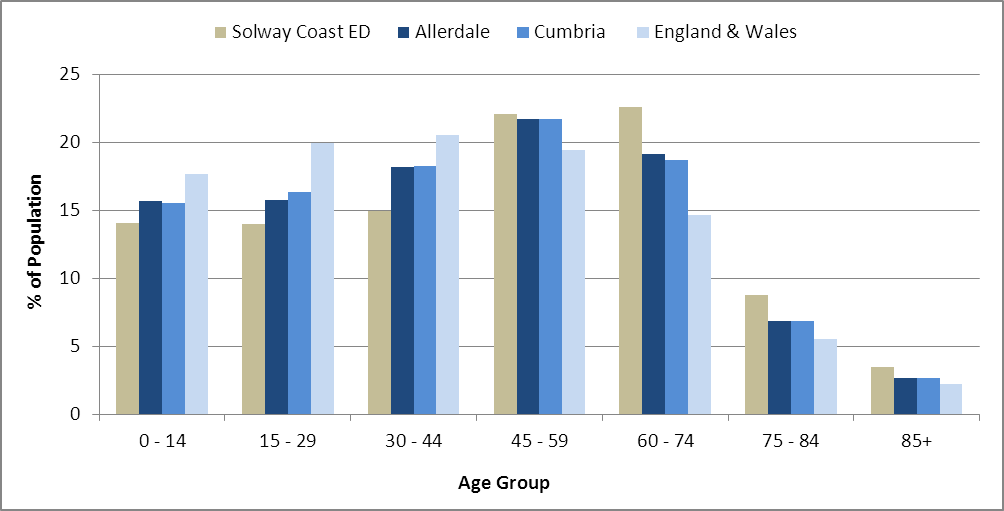 Solway Coast ED Allerdale Cumbria England & Wales
25
20
15
10
5
0
% of Population
0 - 14 15 - 29 30 - 44 45 - 59 60 - 74 75 - 84 85+
Age Group